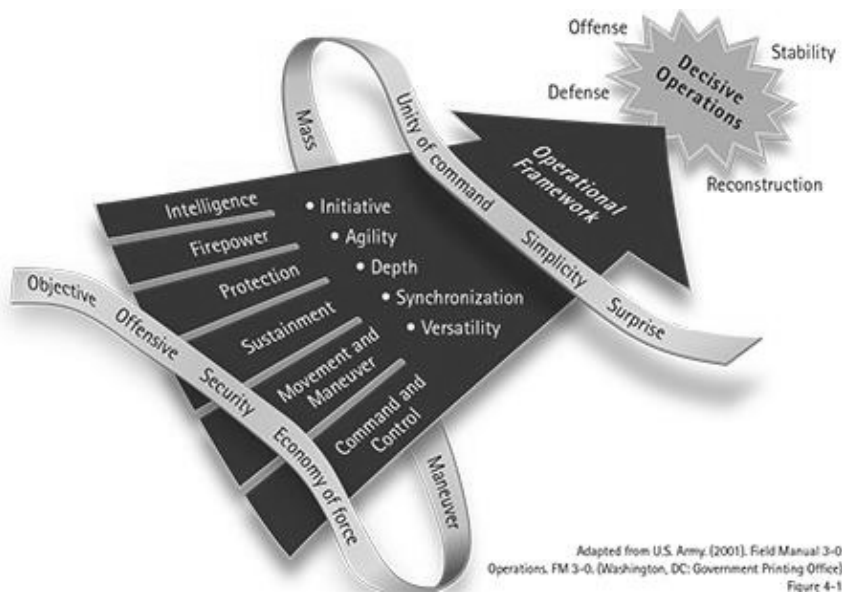 Offense
Stability
Defense
Decisive
Operations
Reconstruction
Operational
Framework
Intelligence
Firepower
Protection
Sustainment
Movement and
Maneuver
Command and
Control
• Initiative
• Agility
• Depth
• Synchronization
• Versatility
Objective Offensive Security Economy of force
Maneuver
Mass
Unity of command Simplicity Surprise
Adapted from U.S. Army. (2001). Field Manual 3-0
Operations. FM 3-0. (Washington, DC: Government Printing Office)
Figure 4-1